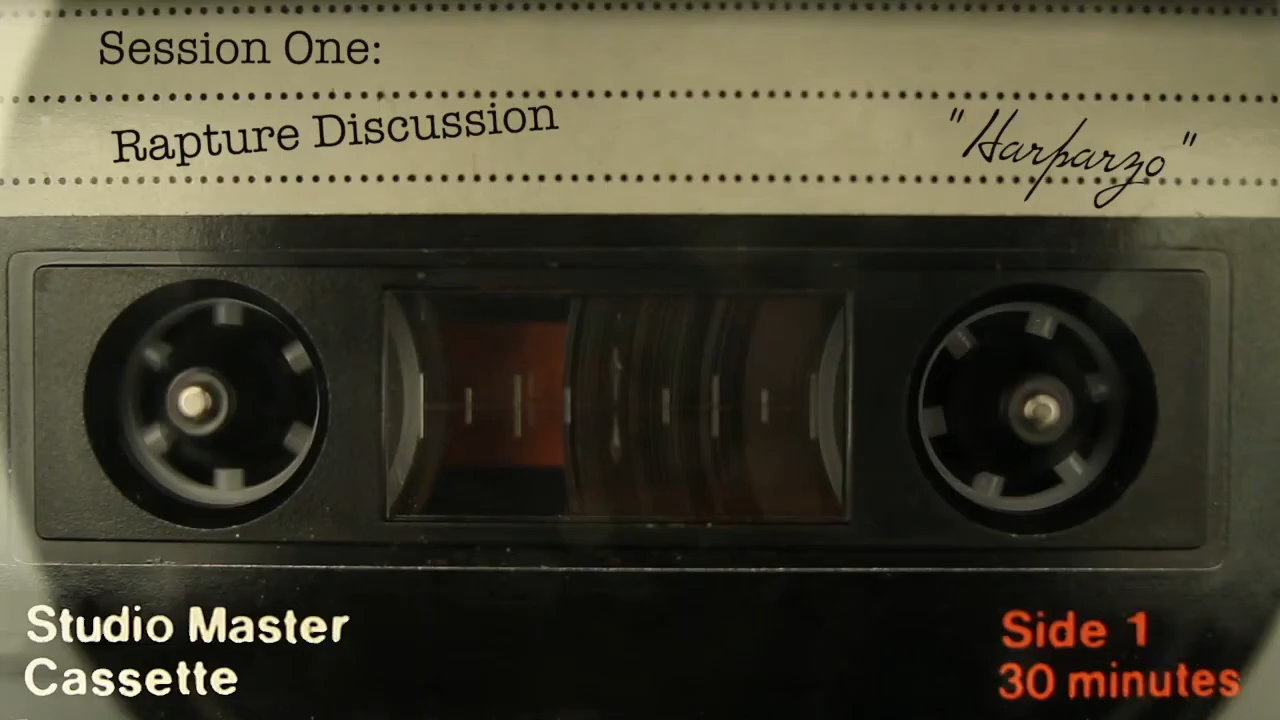 Session One:
Rapture Discussion
"Harparzo"
Studio Master
Cassette
Side 1
30 minutes